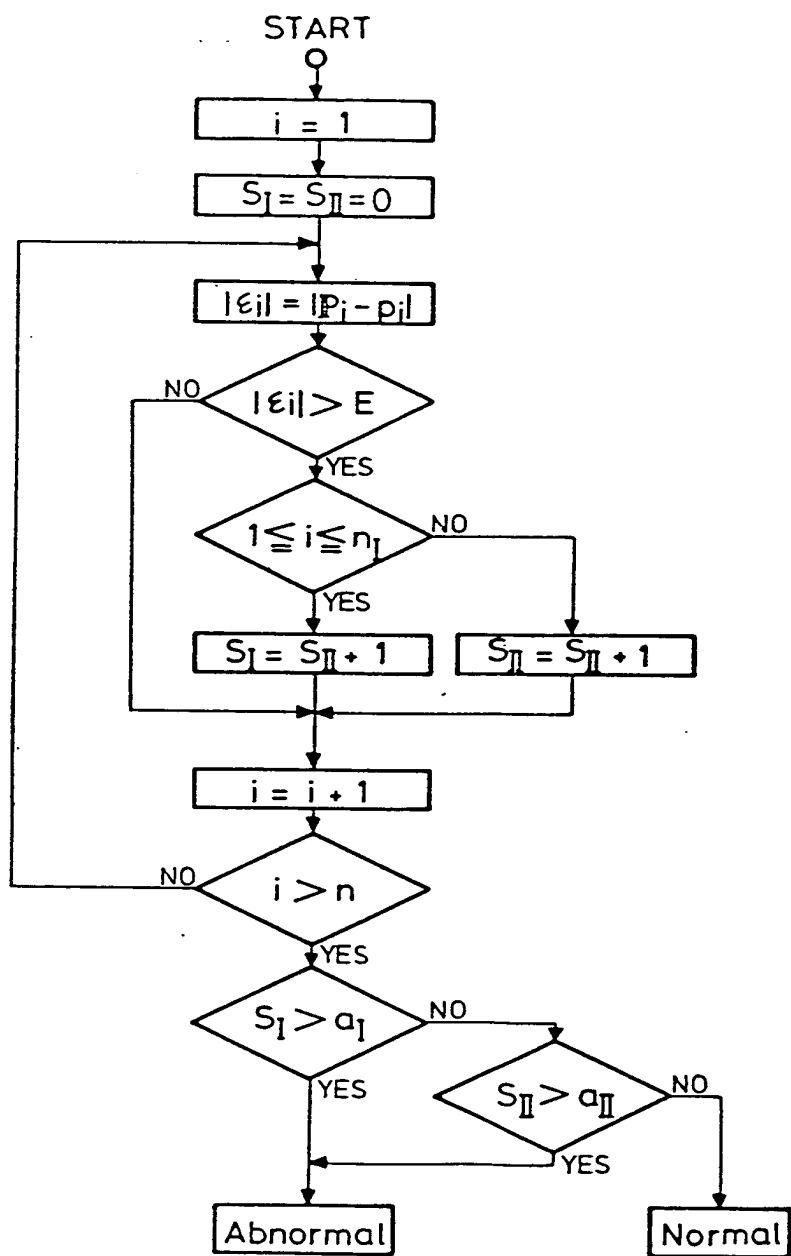 START
i = 1
S_I = S_II = 0
|εi| = |ℙi - pi|
NO
|εi| > E
YES
1 ≦ i ≦ n_I
NO
YES
S_I = S_II + 1
S_II = S_II + 1
i = i + 1
NO
i > n
YES
S_I > a_I
NO
YES
S_II > a_II
NO
YES
Abnormal
Normal